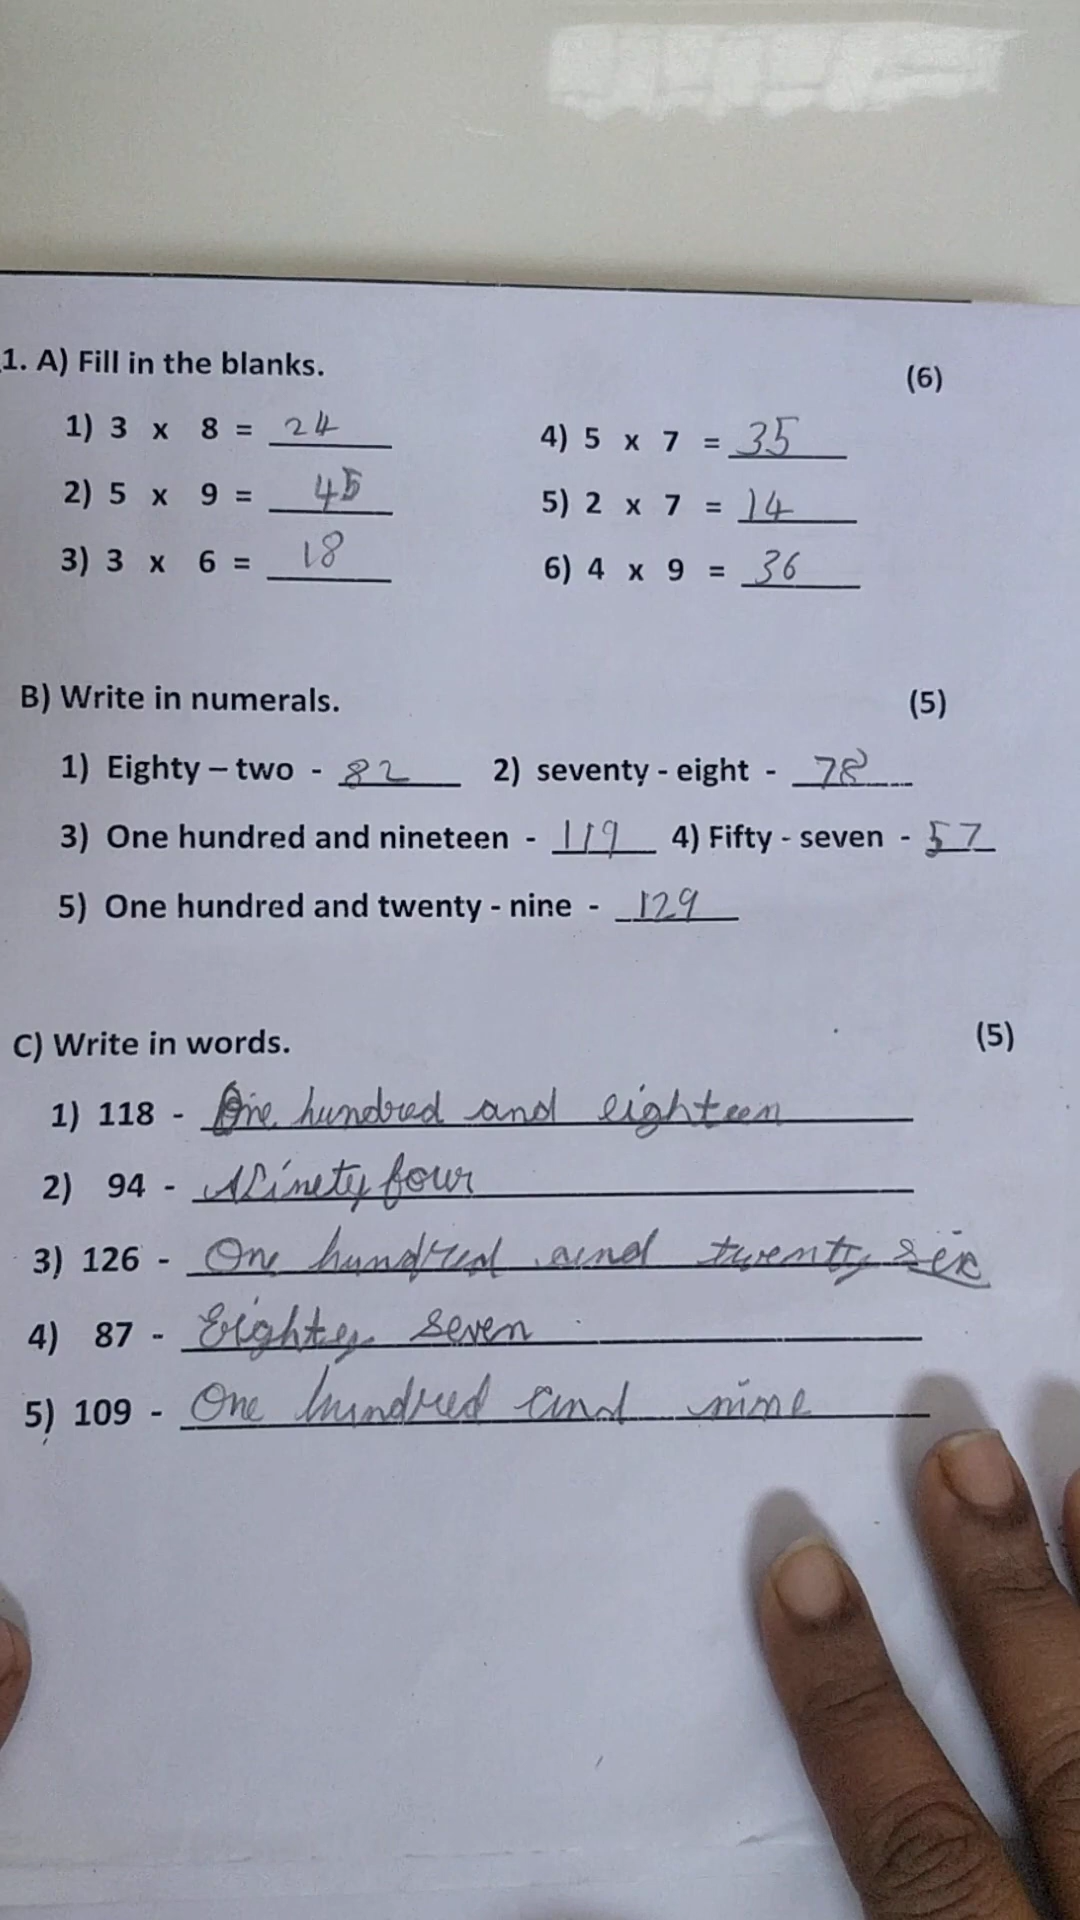 1. A) Fill in the blanks. (6)
1) 3 x 8 = 24 4) 5 x 7 = 35
2) 5 x 9 = 45 5) 2 x 7 = 14
3) 3 x 6 = 18 6) 4 x 9 = 36
B) Write in numerals. (5)
1) Eighty – two - 82 2) seventy - eight - 78
3) One hundred and nineteen - 119 4) Fifty - seven - 57
5) One hundred and twenty - nine - 129
C) Write in words. (5)
1) 118 - One hundred and eighteen
2) 94 - Ninety four
3) 126 - One hundred and twenty six
4) 87 - Eighty seven
5) 109 - One hundred and nine